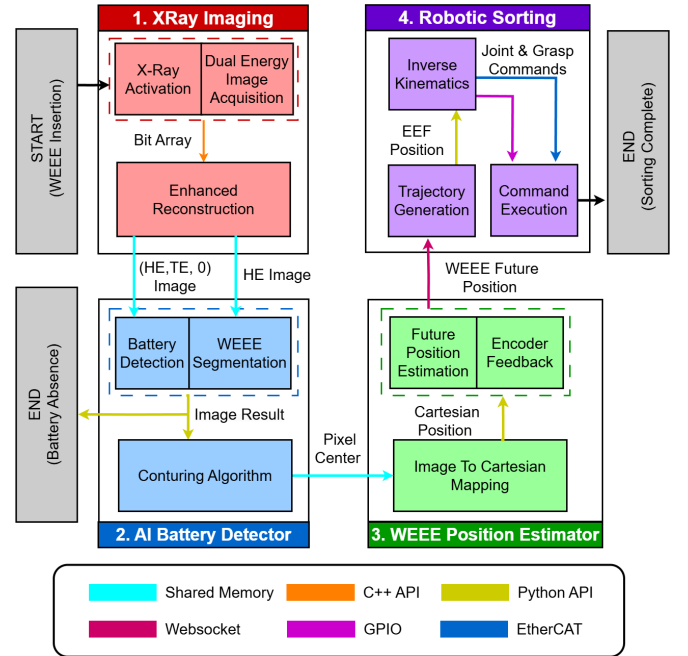 1. XRay Imaging
START
(WEEE Insertion)
X-Ray
Activation
Dual Energy
Image
Acquisition
Bit Array
Enhanced
Reconstruction
(HE,TE, 0)
Image
HE Image
END
(Battery Absence)
Battery
Detection
WEEE
Segmentation
Image Result
Conturing Algorithm
2. AI Battery Detector
Pixel
Center
4. Robotic Sorting
Inverse
Kinematics
Joint & Grasp
Commands
EEF
Position
Trajectory
Generation
Command
Execution
END
(Sorting Complete)
WEEE Future
Position
Future
Position
Estimation
Encoder
Feedback
Cartesian
Position
Image To Cartesian
Mapping
3. WEEE Position Estimator
Shared Memory
C++ API
Python API
Websocket
GPIO
EtherCAT